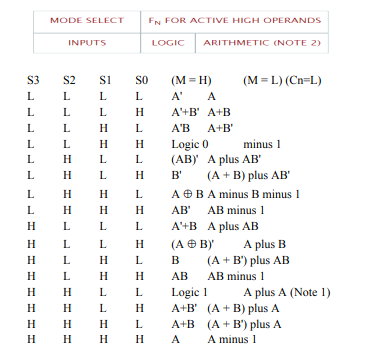 MODE SELECT FN FOR ACTIVE HIGH OPERANDS
INPUTS LOGIC ARITHMETIC (NOTE 2)
S3 S2 S1 S0 (M = H) (M = L) (Cn=L)
L L L L A' A
L L L H A'+B' A+B
L L H L A'B A+B'
L L H H Logic 0 minus 1
L H L L (AB)' A plus AB'
L H L H B' (A + B) plus AB'
L H H L A ⊕ B A minus B minus 1
L H H H AB' AB minus 1
H L L L A'+B A plus AB
H L L H (A ⊕ B)' A plus B
H L H L B (A + B') plus AB
H L H H AB AB minus 1
H H L L Logic 1 A plus A (Note 1)
H H L H A+B' (A + B) plus A
H H H L A+B (A + B') plus A
H H H H A A minus 1